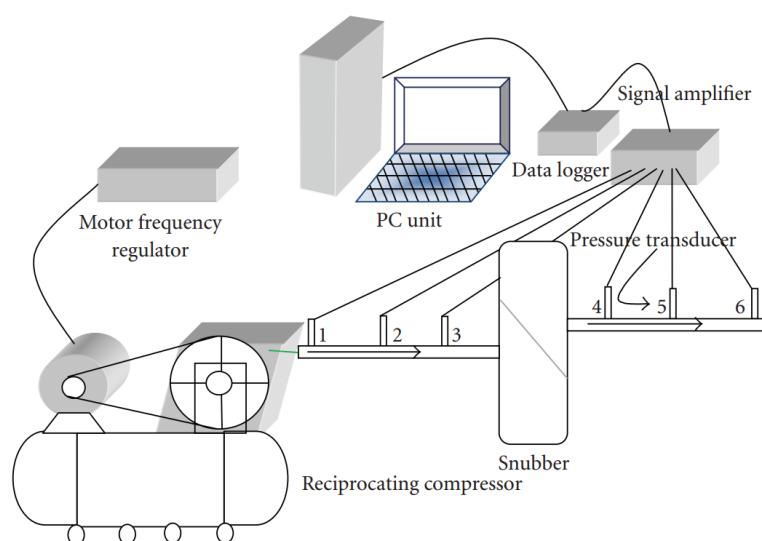 Signal amplifier
Data logger
PC unit
Motor frequency
regulator
Pressure transducer
1
2
3
4
5
6
Snubber
Reciprocating compressor